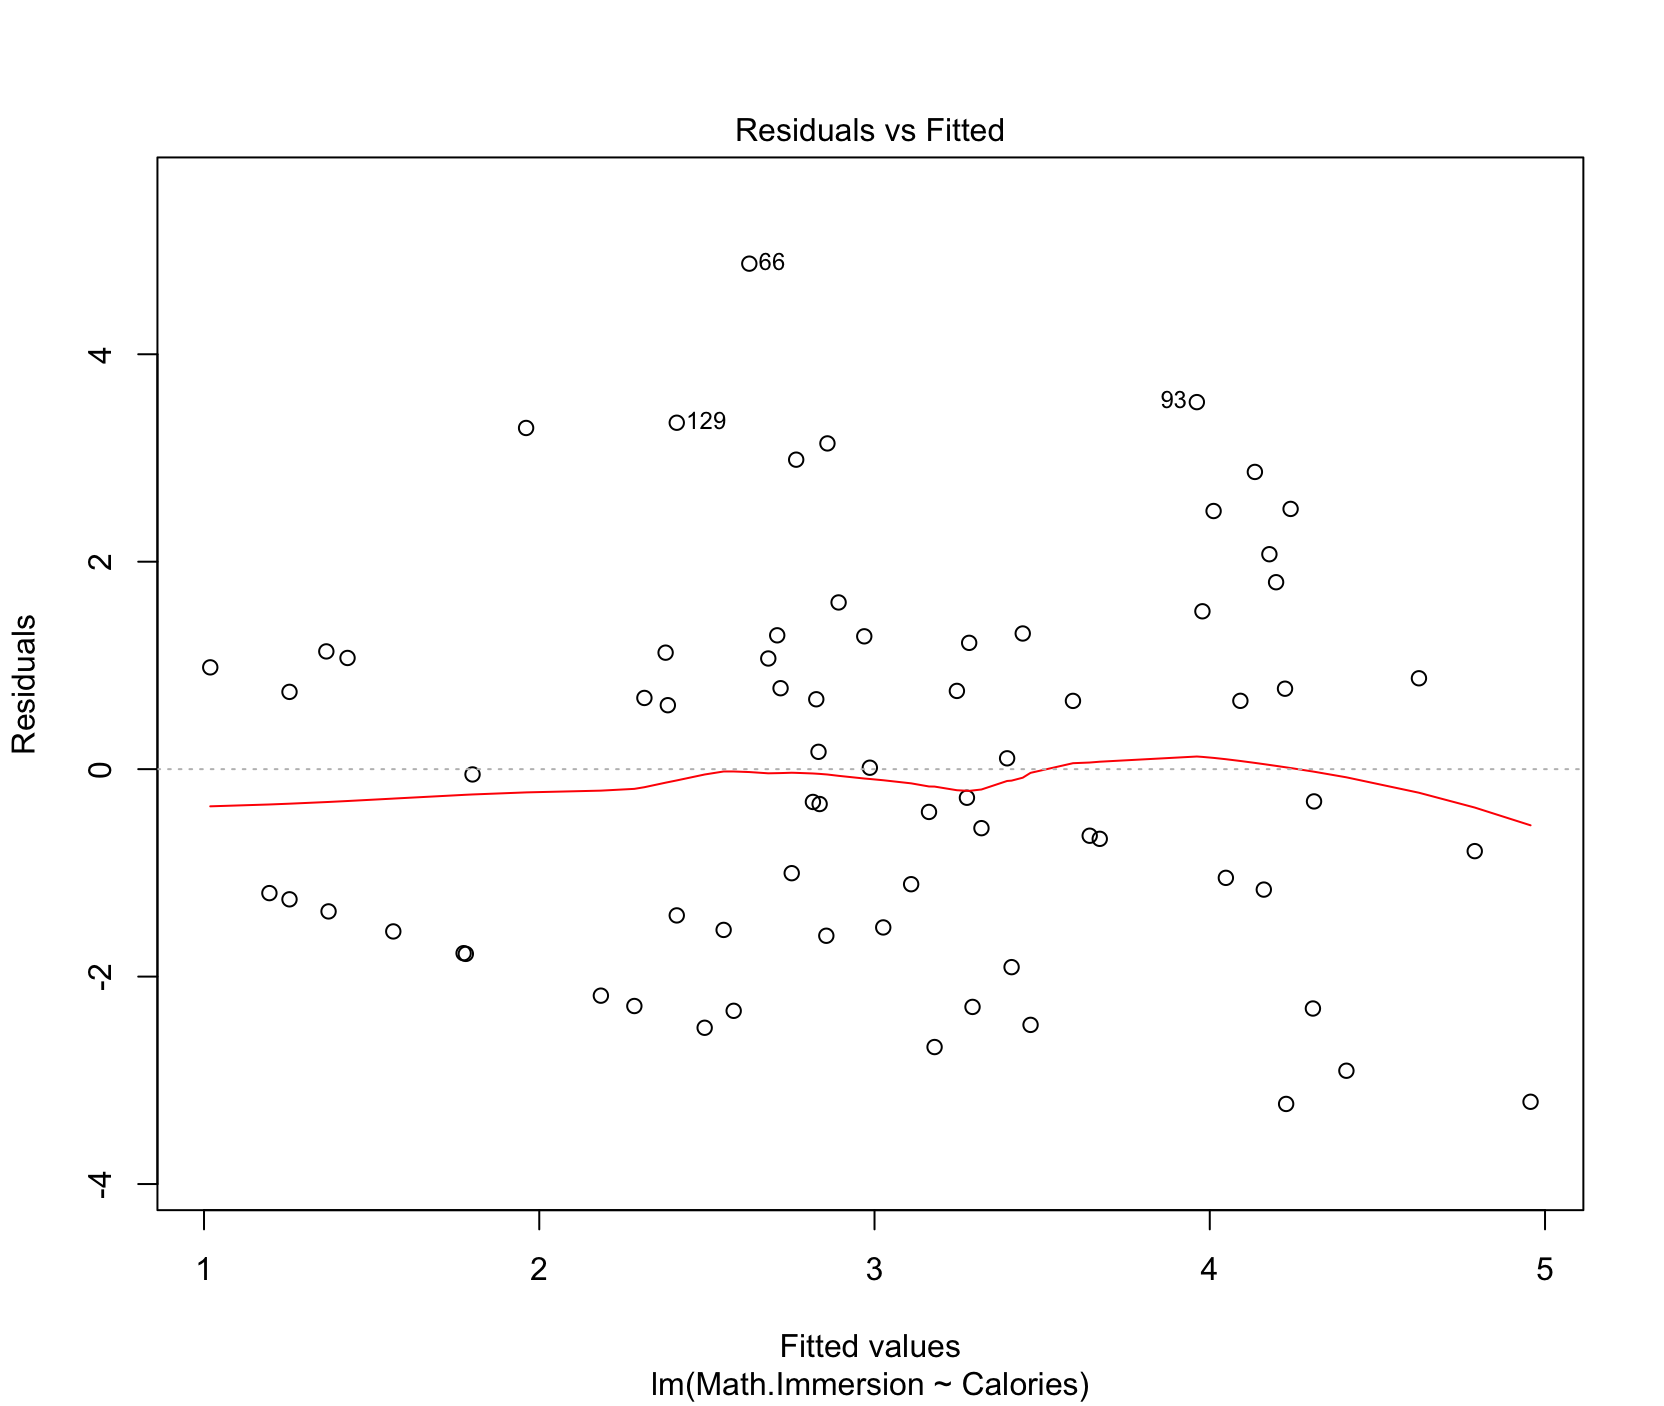 Residuals vs Fitted
66
4
93
129
2
Residuals
0
-2
-4
1 2 3 4 5
Fitted values
lm(Math.Immersion ~ Calories)